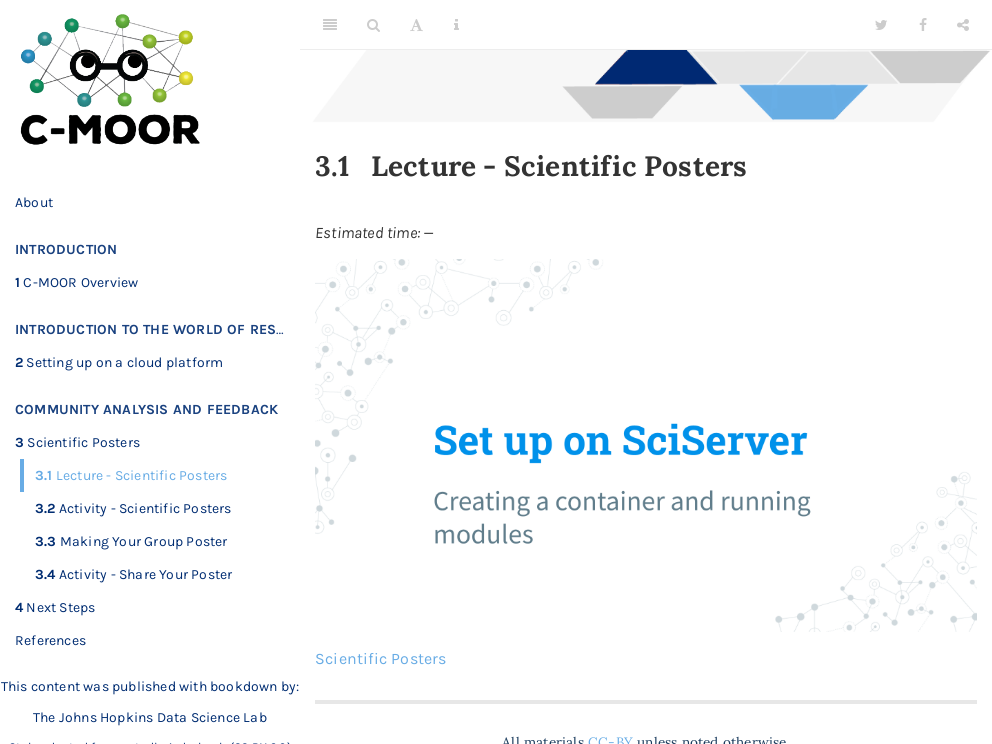 C-MOOR
About
INTRODUCTION
1 C-MOOR Overview
INTRODUCTION TO THE WORLD OF RES…
2 Setting up on a cloud platform
COMMUNITY ANALYSIS AND FEEDBACK
3 Scientific Posters
3.1 Lecture - Scientific Posters
3.2 Activity - Scientific Posters
3.3 Making Your Group Poster
3.4 Activity - Share Your Poster
4 Next Steps
References
This content was published with bookdown by:
The Johns Hopkins Data Science Lab
A
i
3.1 Lecture - Scientific Posters
Estimated time: –
Set up on SciServer
Creating a container and running
modules
Scientific Posters
All materials CC-BY unless noted otherwise